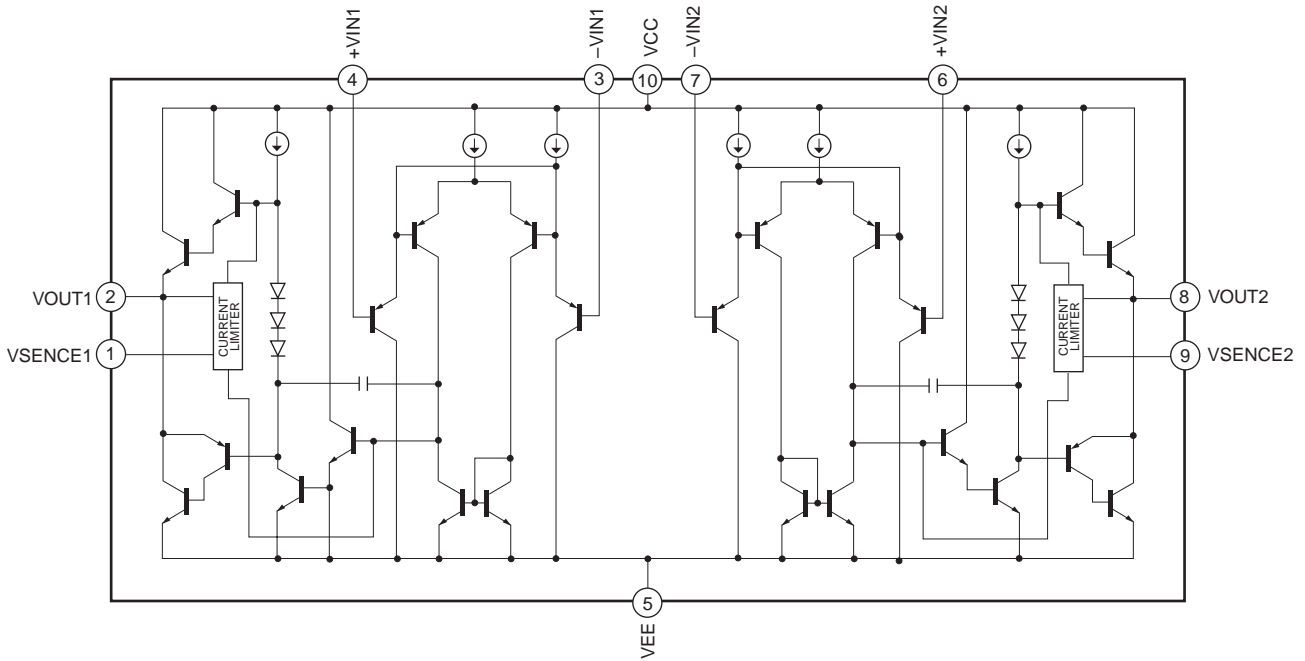 +VIN1
−VIN1
VCC
−VIN2
+VIN2
4
3
10
7
6
VOUT1
2
CURRENT
LIMITER
CURRENT
LIMITER
8
VOUT2
VSENCE1
1
9
VSENCE2
5
VEE